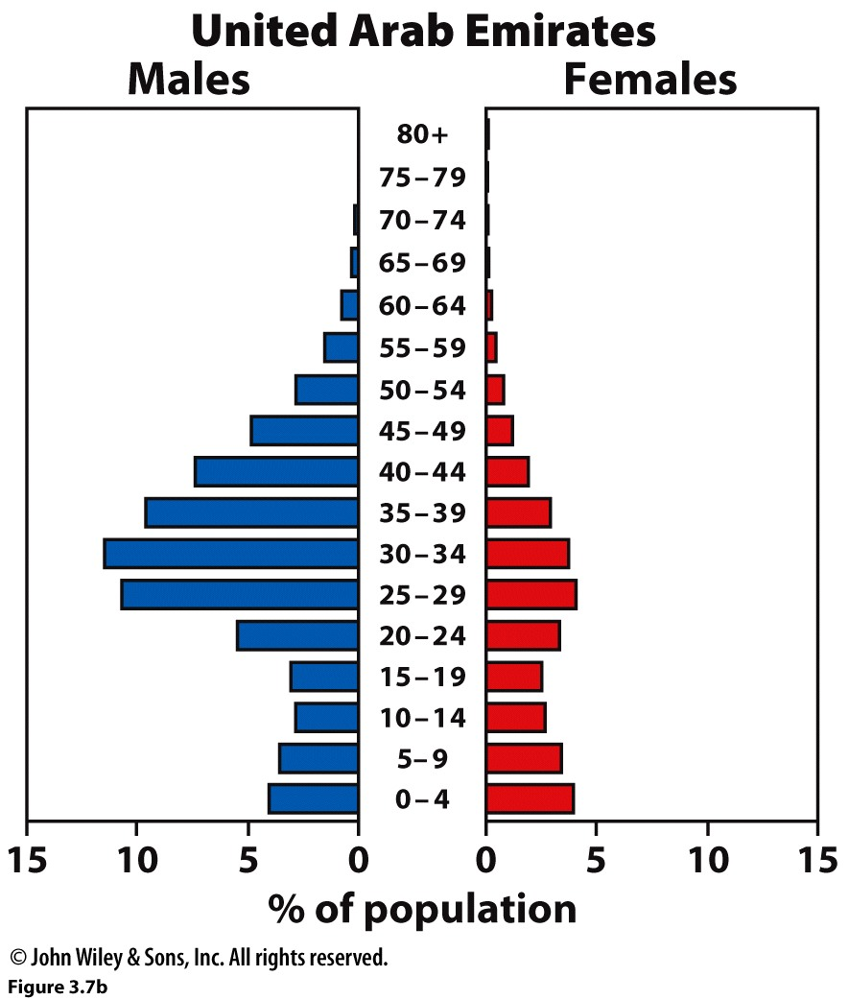 United Arab Emirates
Males Females
80+
75–79
70–74
65–69
60–64
55–59
50–54
45–49
40–44
35–39
30–34
25–29
20–24
15–19
10–14
5–9
0–4
15 10 5 0 0 5 10 15
% of population
© John Wiley & Sons, Inc. All rights reserved.
Figure 3.7b